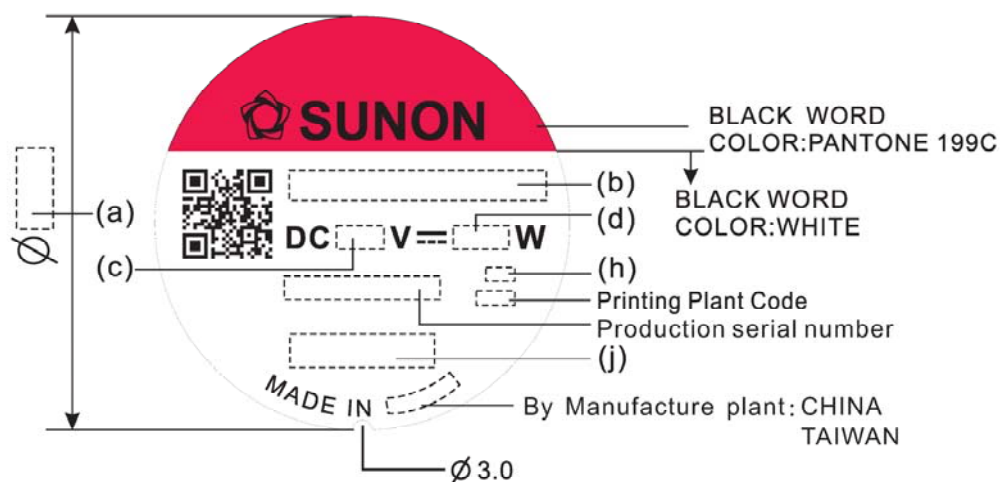 SUNON
BLACK WORD
COLOR:PANTONE 199C
(b)
BLACK WORD
COLOR:WHITE
(a)
Ø
DC V⎓ W
(d)
(c)
(h)
Printing Plant Code
Production serial number
(j)
MADE IN
By Manufacture plant: CHINA
TAIWAN
Ø 3.0